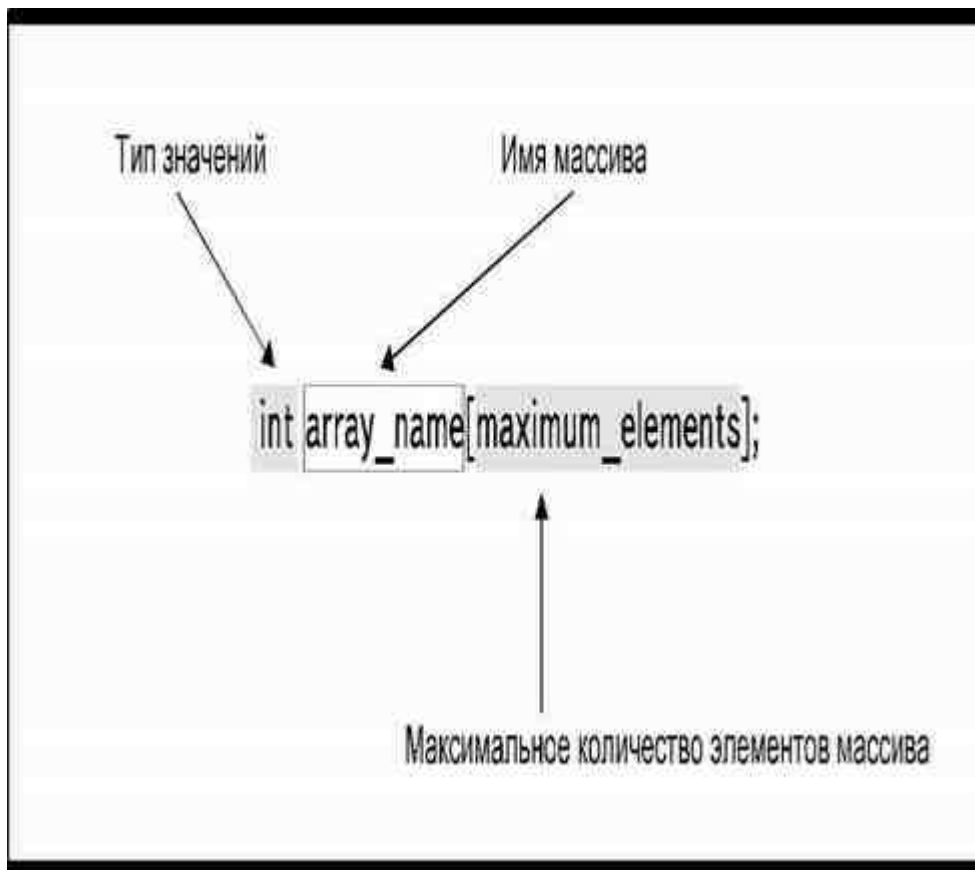 Тип значений Имя массива
int array_name[maximum_elements];
Максимальное количество элементов массива